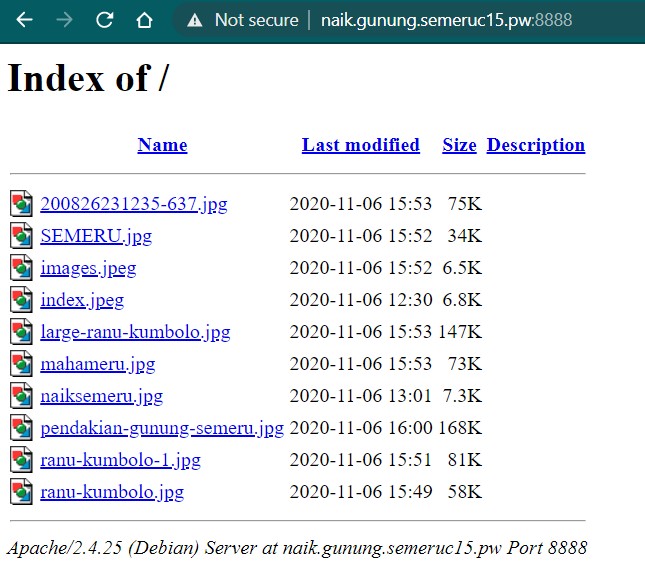 Not secure | naik.gunung.semeruc15.pw:8888
Index of /
Name Last modified Size Description
200826231235-637.jpg 2020-11-06 15:53 75K
SEMERU.jpg 2020-11-06 15:52 34K
images.jpeg 2020-11-06 15:52 6.5K
index.jpeg 2020-11-06 12:30 6.8K
large-ranu-kumbolo.jpg 2020-11-06 15:53 147K
mahameru.jpg 2020-11-06 15:53 73K
naiksemeru.jpg 2020-11-06 13:01 7.3K
pendakian-gunung-semeru.jpg 2020-11-06 16:00 168K
ranu-kumbolo-1.jpg 2020-11-06 15:51 81K
ranu-kumbolo.jpg 2020-11-06 15:49 58K
Apache/2.4.25 (Debian) Server at naik.gunung.semeruc15.pw Port 8888